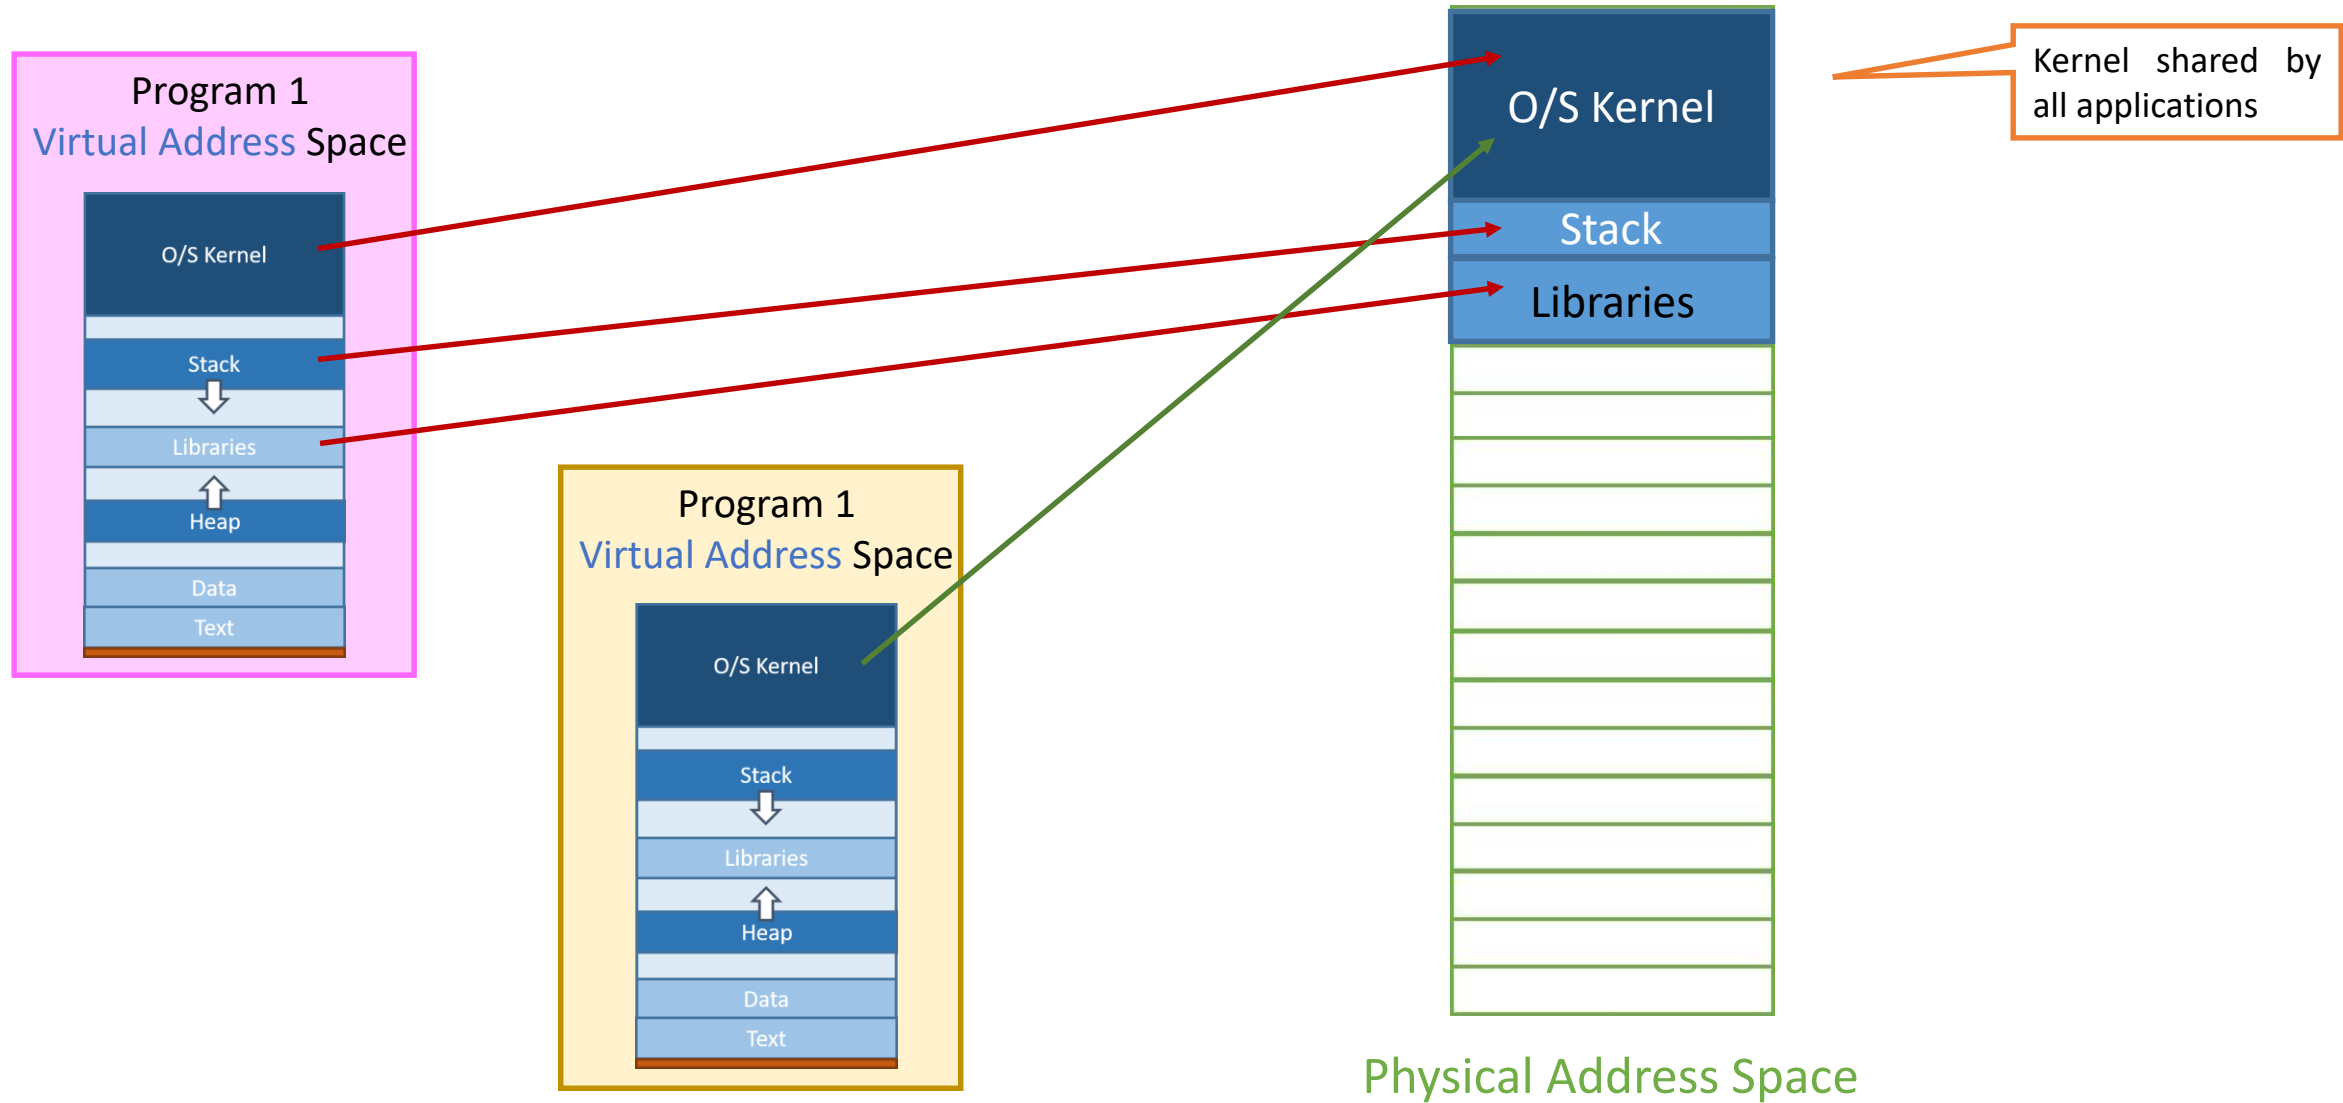 Program 1
Virtual Address Space
O/S Kernel
Stack
Libraries
Heap
Data
Text
Program 1
Virtual Address Space
O/S Kernel
Stack
Libraries
Heap
Data
Text
O/S Kernel
Stack
Libraries
Physical Address Space
Kernel shared by
all applications